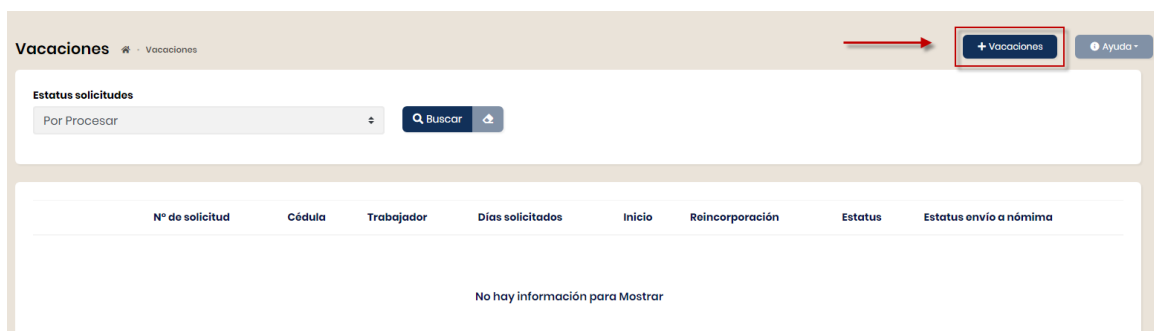 Vacaciones - Vacaciones + Vacaciones Ayuda
Estatus solicitudes
Por Procesar Buscar
Nº de solicitud Cédula Trabajador Días solicitados Inicio Reincorporación Estatus Estatus envío a nómima
No hay información para Mostrar